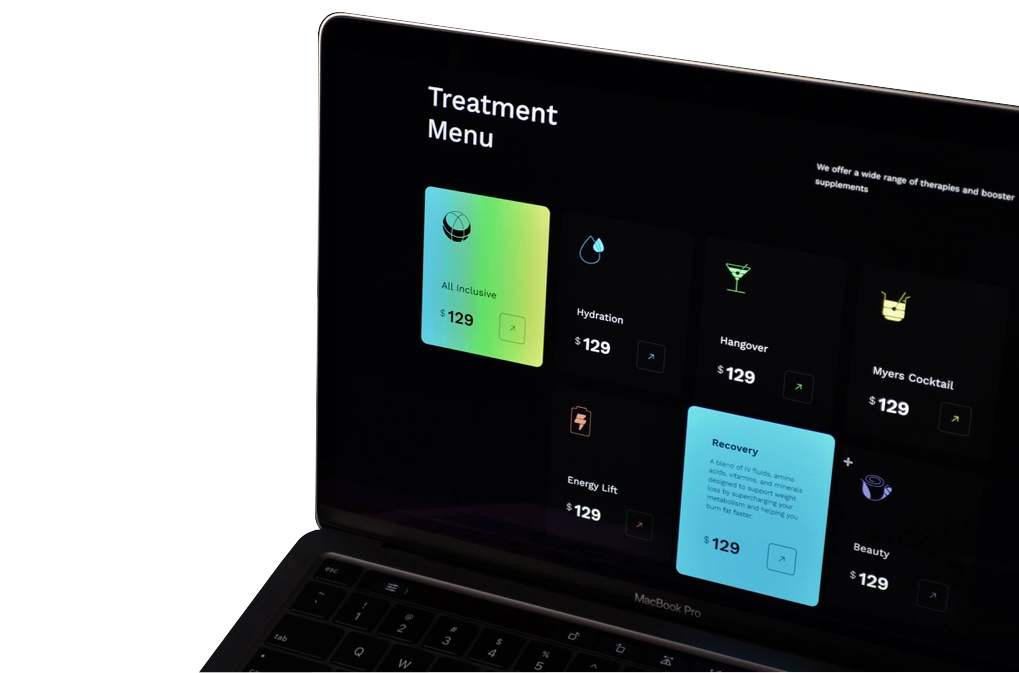 Treatment
Menu
We offer a wide range of therapies and booster
supplements
All Inclusive
$129
Hydration
$129
Hangover
$129
Myers Cocktail
$129
Energy Lift
$129
Recovery
A blend of IV fluids, amino
acids, vitamins, and minerals
designed to support weight
loss by supercharging your
metabolism and helping you
burn fat faster.
$129
Beauty
$129
MacBook Pro
esc
~
! 1
@ 2
# 3
$ 4
% 5
^
tab
Q
W